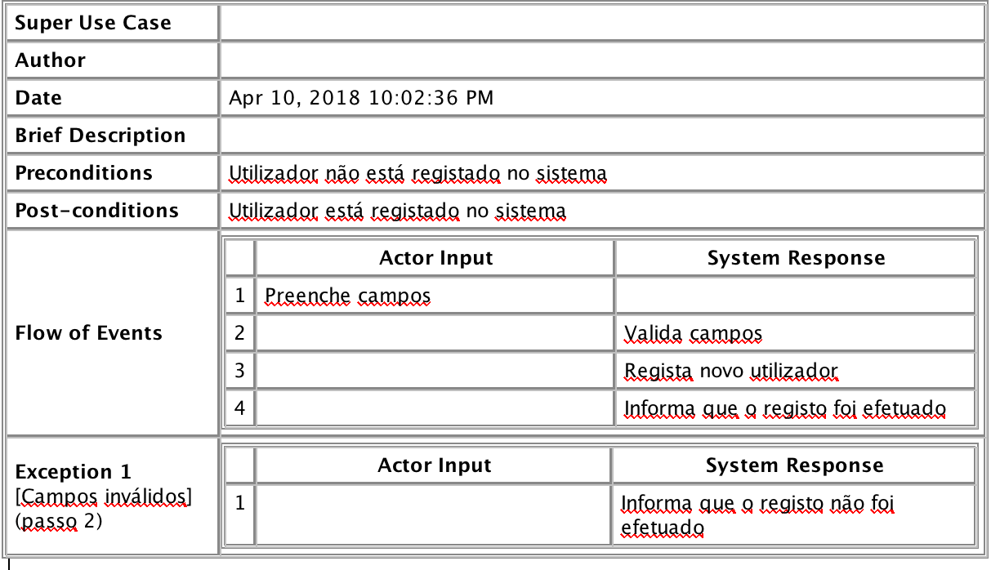 Super Use Case
Author
Date
Apr 10, 2018 10:02:36 PM
Brief Description
Preconditions
Utilizador não está registado no sistema
Post-conditions
Utilizador está registado no sistema
Flow of Events
Actor Input
System Response
1
Preenche campos
2
Valida campos
3
Regista novo utilizador
4
Informa que o registo foi efetuado
Exception 1
[Campos inválidos]
(passo 2)
Actor Input
System Response
1
Informa que o registo não foi
efetuado